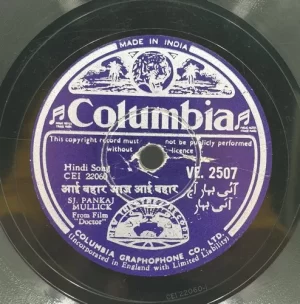 MADE IN INDIA
Columbia
This copyright record must not be publicly performed
without licence
Hindi Song
CEI 22060
VE. 2507
आई बहार आज आई बहार
آئی بہار آج
آئی بہار
SJ. PANKAJ
MULLICK
From Film
"Doctor"
COLUMBIA GRAPHOPHONE CO., LTD.
(Incorporated in England with Limited Liability)
CEI22060-1